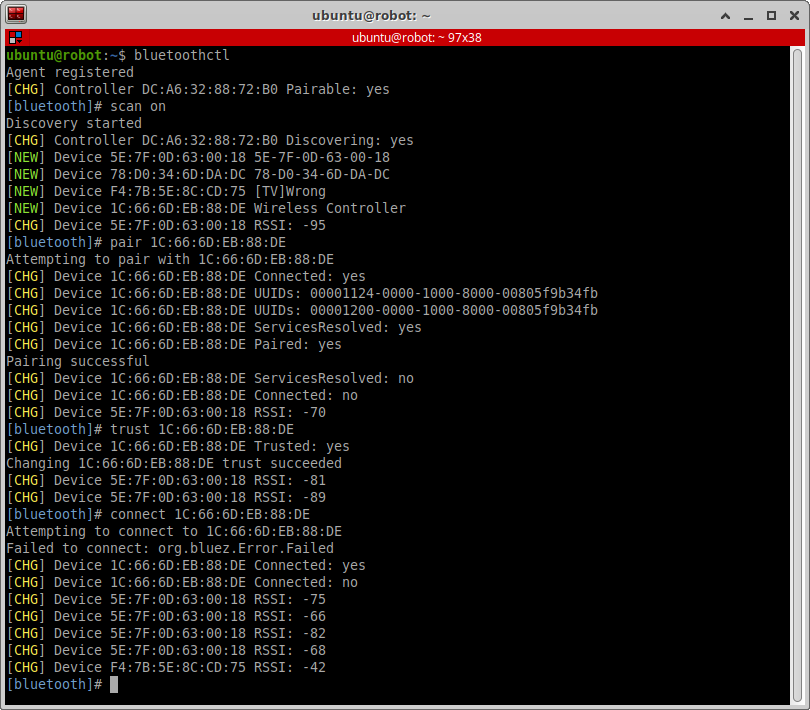 ubuntu@robot: ~
ubuntu@robot: ~ 97x38
ubuntu@robot:~$ bluetoothctl
Agent registered
[CHG] Controller DC:A6:32:88:72:B0 Pairable: yes
[bluetooth]# scan on
Discovery started
[CHG] Controller DC:A6:32:88:72:B0 Discovering: yes
[NEW] Device 5E:7F:0D:63:00:18 5E-7F-0D-63-00-18
[NEW] Device 78:D0:34:6D:DA:DC 78-D0-34-6D-DA-DC
[NEW] Device F4:7B:5E:8C:CD:75 [TV]Wrong
[NEW] Device 1C:66:6D:EB:88:DE Wireless Controller
[CHG] Device 5E:7F:0D:63:00:18 RSSI: -95
[bluetooth]# pair 1C:66:6D:EB:88:DE
Attempting to pair with 1C:66:6D:EB:88:DE
[CHG] Device 1C:66:6D:EB:88:DE Connected: yes
[CHG] Device 1C:66:6D:EB:88:DE UUIDs: 00001124-0000-1000-8000-00805f9b34fb
[CHG] Device 1C:66:6D:EB:88:DE UUIDs: 00001200-0000-1000-8000-00805f9b34fb
[CHG] Device 1C:66:6D:EB:88:DE ServicesResolved: yes
[CHG] Device 1C:66:6D:EB:88:DE Paired: yes
Pairing successful
[CHG] Device 1C:66:6D:EB:88:DE ServicesResolved: no
[CHG] Device 1C:66:6D:EB:88:DE Connected: no
[CHG] Device 5E:7F:0D:63:00:18 RSSI: -70
[bluetooth]# trust 1C:66:6D:EB:88:DE
[CHG] Device 1C:66:6D:EB:88:DE Trusted: yes
Changing 1C:66:6D:EB:88:DE trust succeeded
[CHG] Device 5E:7F:0D:63:00:18 RSSI: -81
[CHG] Device 5E:7F:0D:63:00:18 RSSI: -89
[bluetooth]# connect 1C:66:6D:EB:88:DE
Attempting to connect to 1C:66:6D:EB:88:DE
Failed to connect: org.bluez.Error.Failed
[CHG] Device 1C:66:6D:EB:88:DE Connected: yes
[CHG] Device 1C:66:6D:EB:88:DE Connected: no
[CHG] Device 5E:7F:0D:63:00:18 RSSI: -75
[CHG] Device 5E:7F:0D:63:00:18 RSSI: -66
[CHG] Device 5E:7F:0D:63:00:18 RSSI: -82
[CHG] Device 5E:7F:0D:63:00:18 RSSI: -68
[CHG] Device F4:7B:5E:8C:CD:75 RSSI: -42
[bluetooth]#